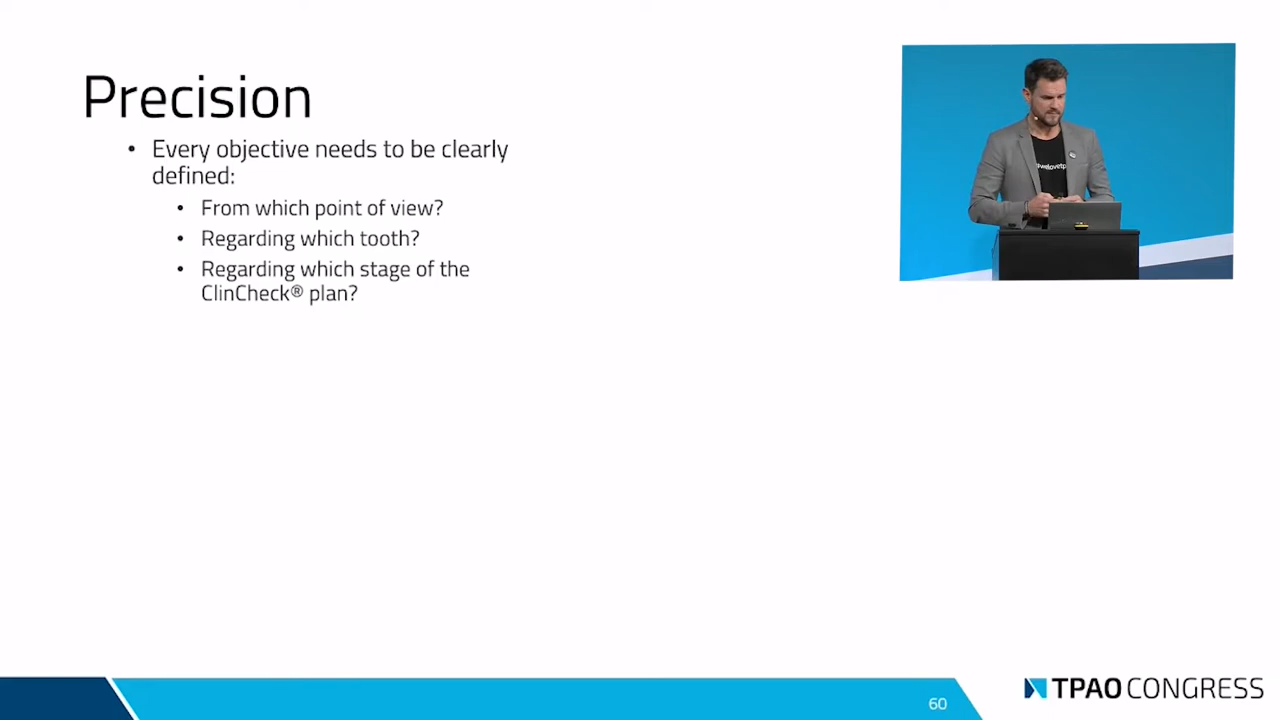 Precision
• Every objective needs to be clearly
defined:
• From which point of view?
• Regarding which tooth?
• Regarding which stage of the
ClinCheck® plan?
60
TPAO CONGRESS